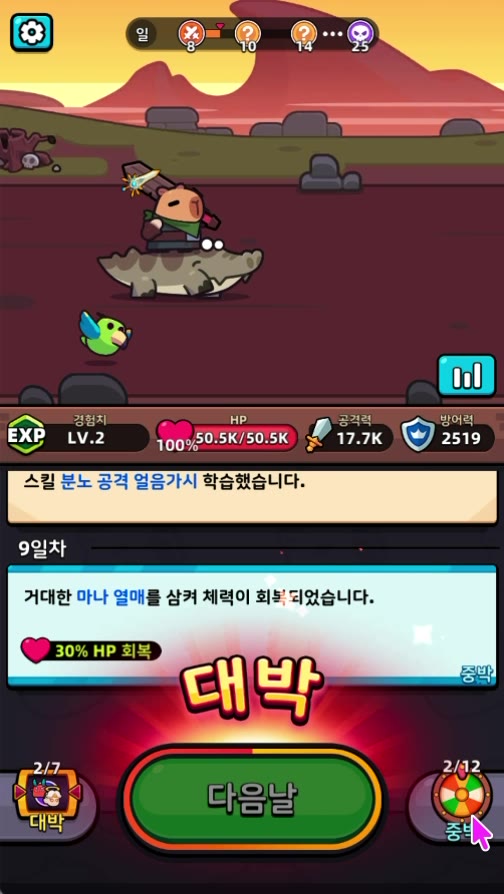 일
8
10
14
25
경험치
EXP LV.2
HP
100% 50.5K/50.5K
공격력
17.7K
방어력
2519
스킬 분노 공격 얼음가시 학습했습니다.
9일차
거대한 마나 열매를 삼켜 체력이 회복되었습니다.
30% HP 회복
중박
대박
2/7
대박
다음날
2/12
중박